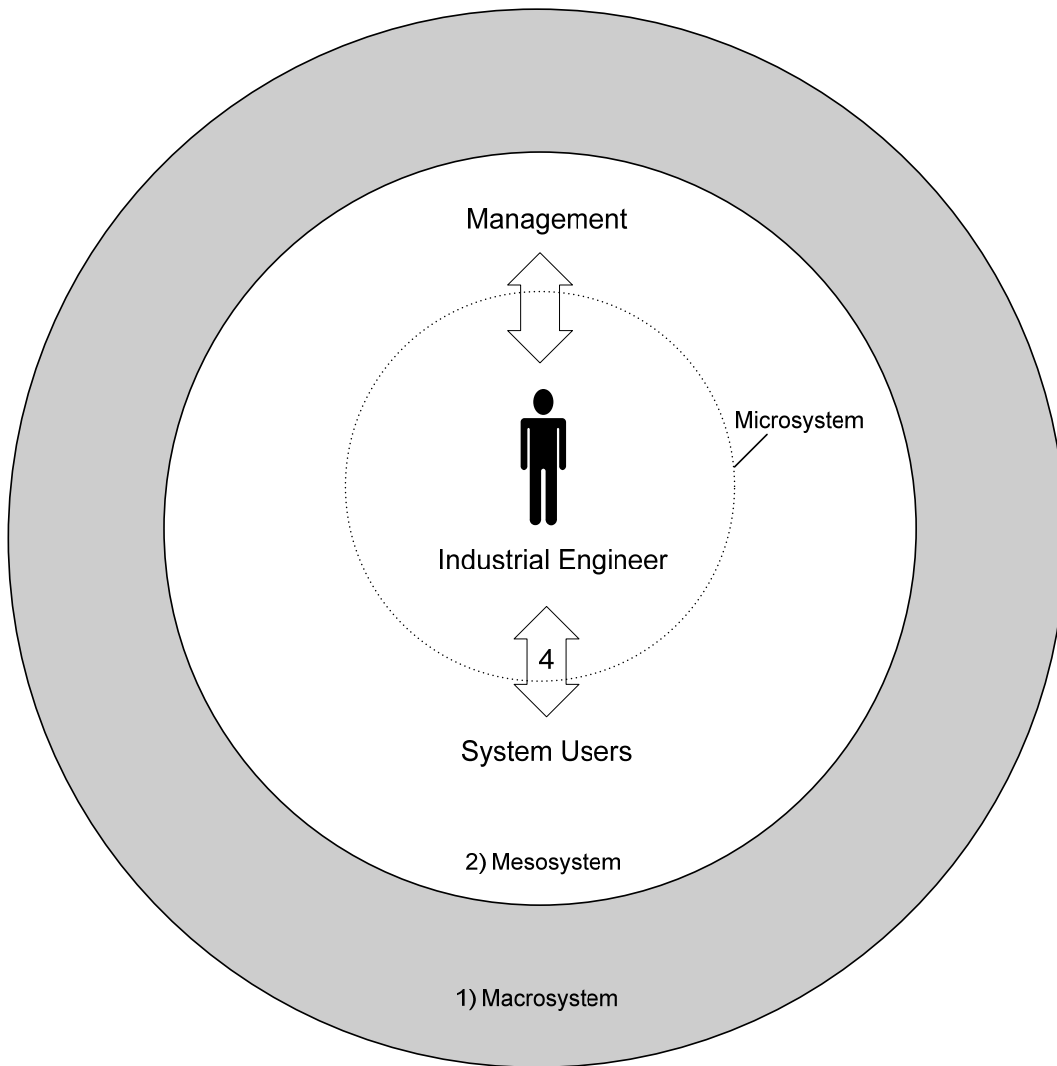 Management
Microsystem
Industrial Engineer
4
System Users
2) Mesosystem
1) Macrosystem